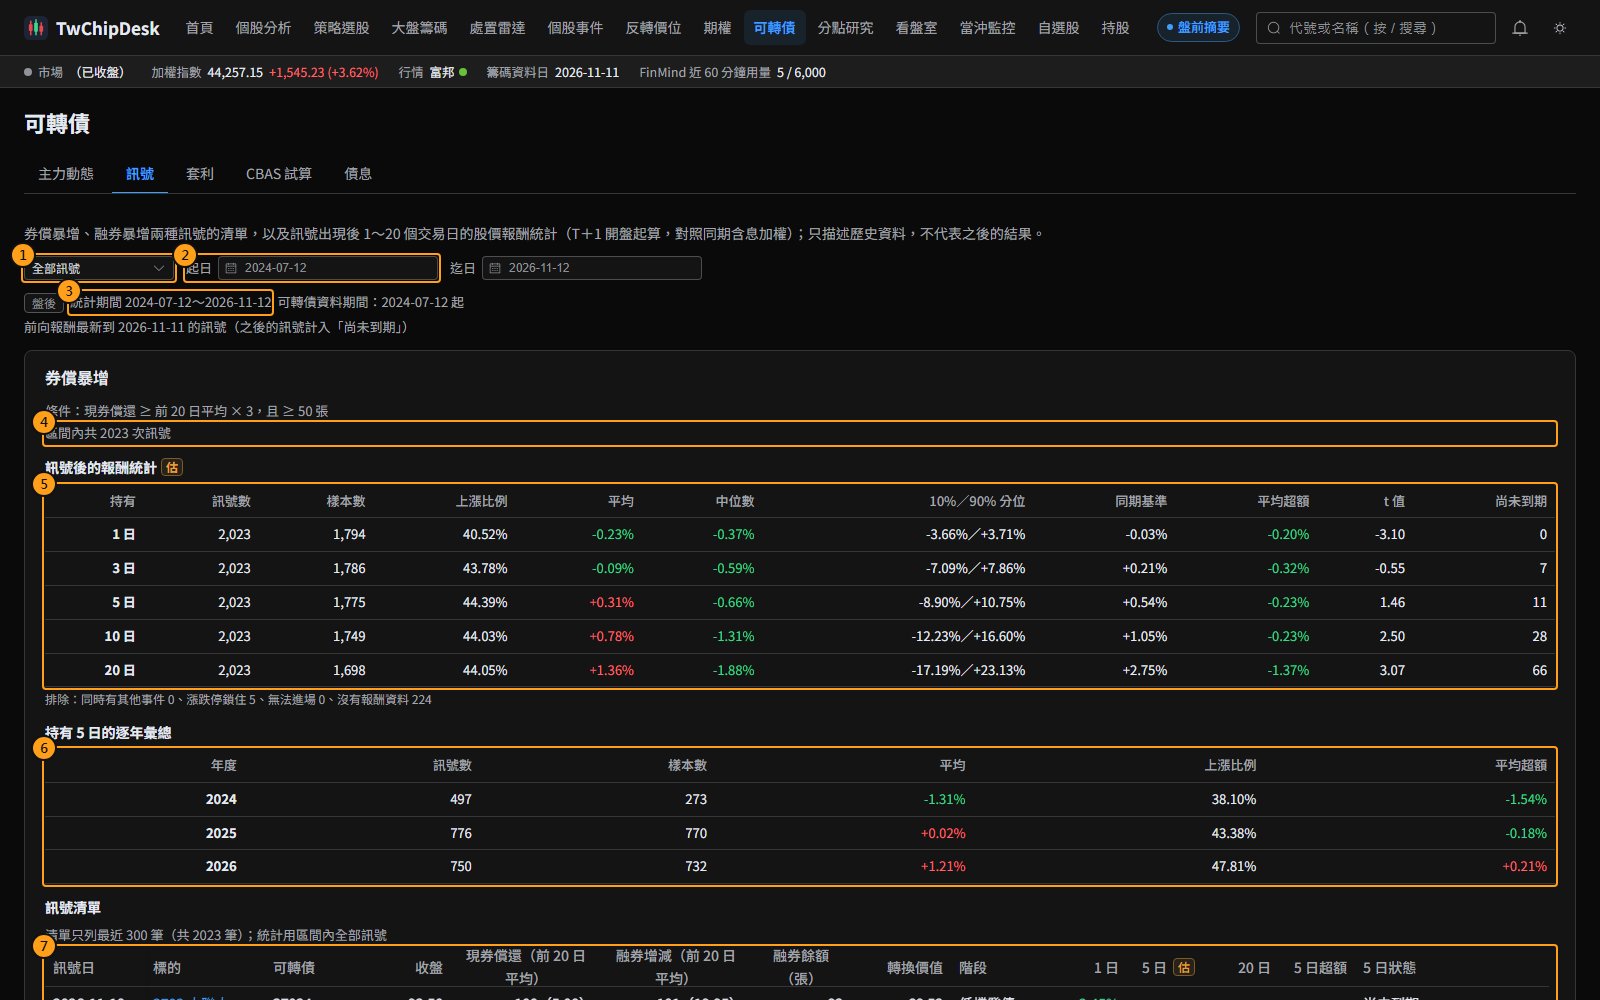 TwChipDesk 首頁 個股分析 策略選股 大盤籌碼 處置雷達 個股事件 反轉價位 期權 可轉債 分點研究 看盤室 當沖監控 自選股 持股 盤前摘要 代號或名稱（按 / 搜尋）
市場 （已收盤） 加權指數 44,257.15 +1,545.23 (+3.62%) 行情 富邦 籌碼資料日 2026-11-11 FinMind 近 60 分鐘用量 5 / 6,000
可轉債
主力動態 訊號 套利 CBAS 試算 債息
券償暴增、融券暴增兩種訊號的清單，以及訊號出現後 1～20 個交易日的股價報酬統計（T＋1 開盤起算，對照同期含息加權）；只描述歷史資料，不代表之後的結果。
1 全部訊號 2 起日 2024-07-12 迄日 2026-11-12
盤後 3 統計期間 2024-07-12～2026-11-12 可轉債資料期間：2024-07-12 起
前向報酬最新到 2026-11-11 的訊號（之後的訊號計入「尚未到期」）
券償暴增
條件：現券償還 ≥ 前 20 日平均 × 3，且 ≥ 50 張
4 區間內共 2023 次訊號
訊號後的報酬統計 估
5
持有 訊號數 樣本數 上漲比例 平均 中位數 10%／90% 分位 同期基準 平均超額 t 值 尚未到期
1 日 2,023 1,794 40.52% -0.23% -0.37% -3.66%／+3.71% -0.03% -0.20% -3.10 0
3 日 2,023 1,786 43.78% -0.09% -0.59% -7.09%／+7.86% +0.21% -0.32% -0.55 7
5 日 2,023 1,775 44.39% +0.31% -0.66% -8.90%／+10.75% +0.54% -0.23% 1.46 11
10 日 2,023 1,749 44.03% +0.78% -1.31% -12.23%／+16.60% +1.05% -0.23% 2.50 28
20 日 2,023 1,698 44.05% +1.36% -1.88% -17.19%／+23.13% +2.75% -1.37% 3.07 66
排除：同時有其他事件 0、漲跌停鎖住 5、無法進場 0、沒有報酬資料 224
持有 5 日的逐年彙總
6
年度 訊號數 樣本數 平均 上漲比例 平均超額
2024 497 273 -1.31% 38.10% -1.54%
2025 776 770 +0.02% 43.38% -0.18%
2026 750 732 +1.21% 47.81% +0.21%
訊號清單
清單只列最近 300 筆（共 2023 筆）；統計用區間內全部訊號
7
訊號日 標的 可轉債 收盤 現券償還（前 20 日平均） 融券增減（前 20 日平均） 融券餘額（張） 轉換價值 階段 1 日 5 日 估 20 日 5 日超額 5 日狀態